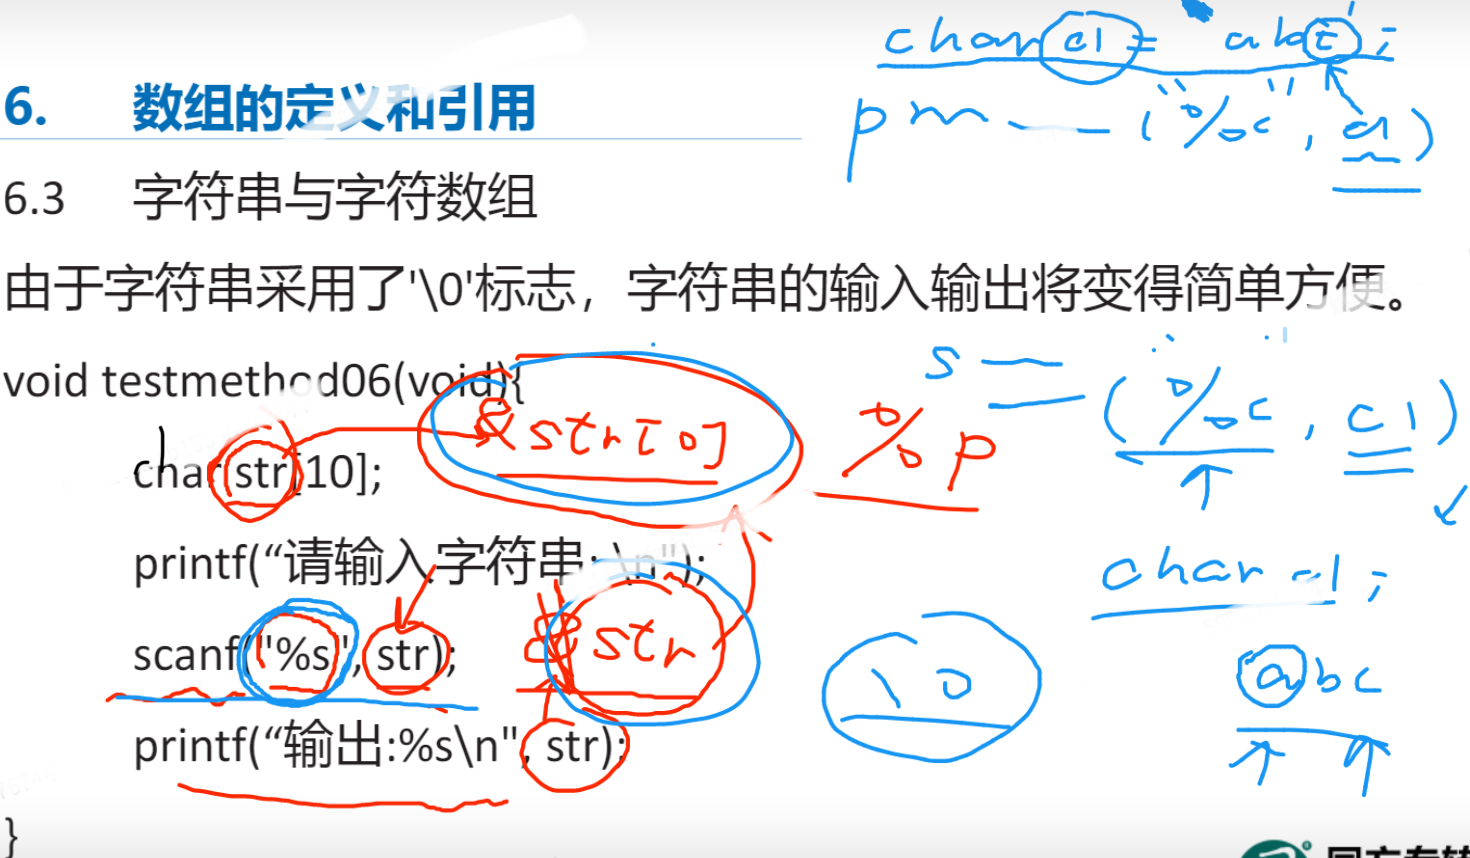 char c1 = 'abc';
6. 数组的定义和引用
("%c", c1)
6.3 字符串与字符数组
由于字符串采用了'\0'标志，字符串的输入输出将变得简单方便。
void testmethod06(void){
&str[0]
%p
s
("%c", c1)
char str[10];
printf(“请输入字符串: \n");
char c1;
scanf("%s", str);
&str
\0
abc
printf(“输出:%s\n", str);
}